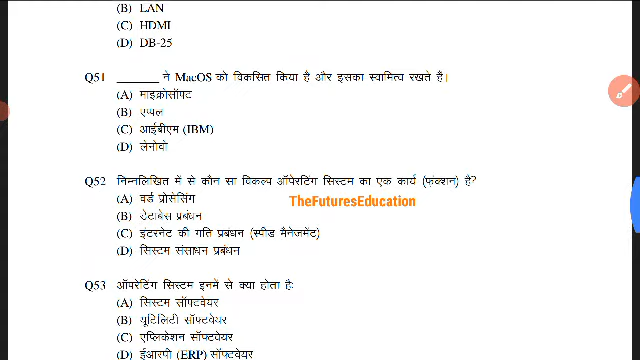 (B) LAN
(C) HDMI
(D) DB-25
Q51 _______ ने MacOS को विकसित किया है और इसका स्वामित्व रखते हैं।
(A) माइक्रोसॉफ्ट
(B) एप्पल
(C) आईबीएम (IBM)
(D) लेनोवो
Q52 निम्नलिखित में से कौन सा विकल्प ऑपरेटिंग सिस्टम का एक कार्य (फ़ंक्शन) है?
(A) वर्ड प्रोसेसिंग
TheFuturesEducation
(B) डेटाबेस प्रबंधन
(C) इंटरनेट की गति प्रबंधन (स्पीड मैनेजमेंट)
(D) सिस्टम संसाधन प्रबंधन
Q53 ऑपरेटिंग सिस्टम इनमें से क्या होता हैः
(A) सिस्टम सॉफ्टवेयर
(B) यूटिलिटी सॉफ्टवेयर
(C) एप्लिकेशन सॉफ्टवेयर
(D) ईआरपी (ERP) सॉफ्टवेयर